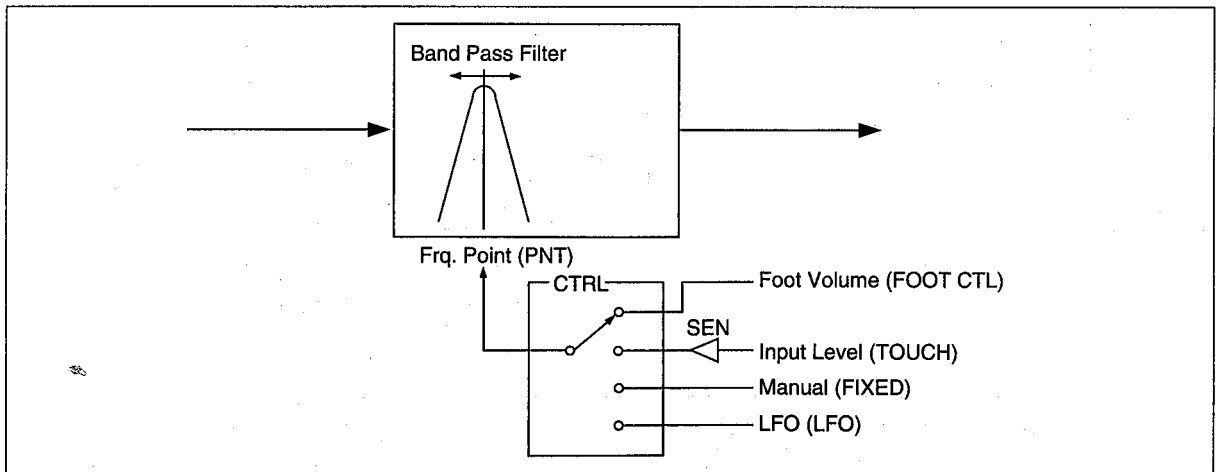 Band Pass Filter
Frq. Point (PNT)
CTRL
Foot Volume (FOOT CTL)
SEN
Input Level (TOUCH)
Manual (FIXED)
LFO (LFO)